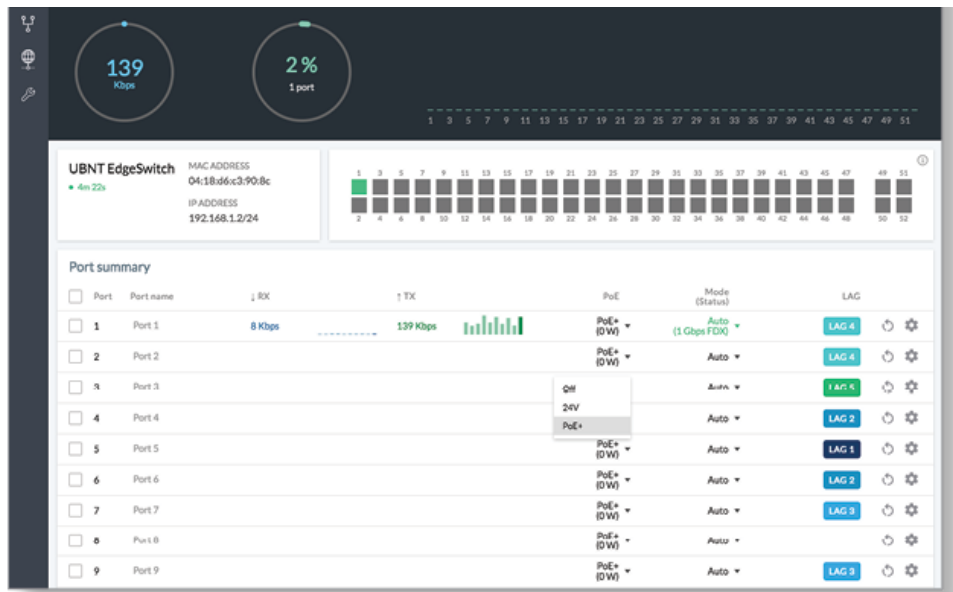 139
Kbps
2%
1 port
1 3 5 7 9 11 13 15 17 19 21 23 25 27 29 31 33 35 37 39 41 43 45 47 49 51
UBNT EdgeSwitch
4m 22s
MAC ADDRESS
04:18:d6:c3:90:8c
IP ADDRESS
192.168.1.2/24
1 3 5 7 9 11 13 15 17 19 21 23 25 27 29 31 33 35 37 39 41 43 45 47 49 51
2 4 6 8 10 12 14 16 18 20 22 24 26 28 30 32 34 36 38 40 42 44 46 48 50 52
Port summary
Port Port name ↓ RX ↑ TX PoE Mode (Status) LAG
1 Port 1 8 Kbps 139 Kbps PoE+ (0 W) Auto (1 Gbps FDX) LAG 4
2 Port 2 PoE+ (0 W) Auto LAG 4
3 Port 3 Auto LAG 5
Off
24V
PoE+
4 Port 4 Auto LAG 2
5 Port 5 PoE+ (0 W) Auto LAG 1
6 Port 6 PoE+ (0 W) Auto LAG 2
7 Port 7 PoE+ (0 W) Auto LAG 3
8 Port 8 PoE+ (0 W) Auto
9 Port 9 PoE+ (0 W) Auto LAG 3